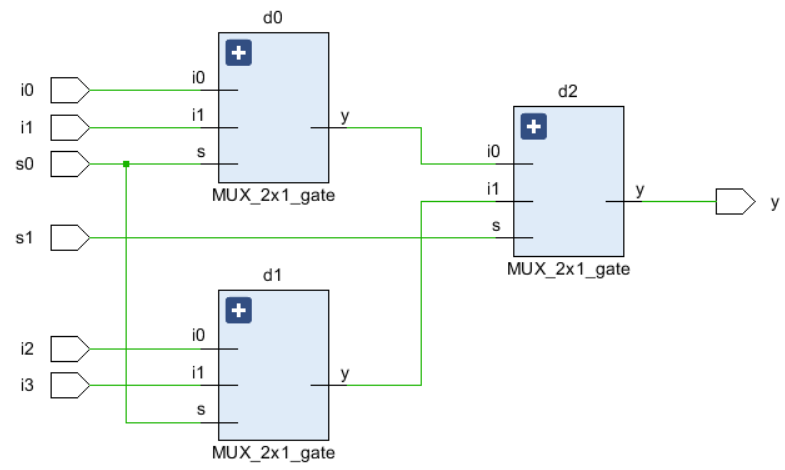 d0
i0
i0
i1
i1
y
s0
s
MUX_2x1_gate
d2
i0
i1
y
y
s1
s
MUX_2x1_gate
d1
i2
i0
i3
i1
y
s
MUX_2x1_gate